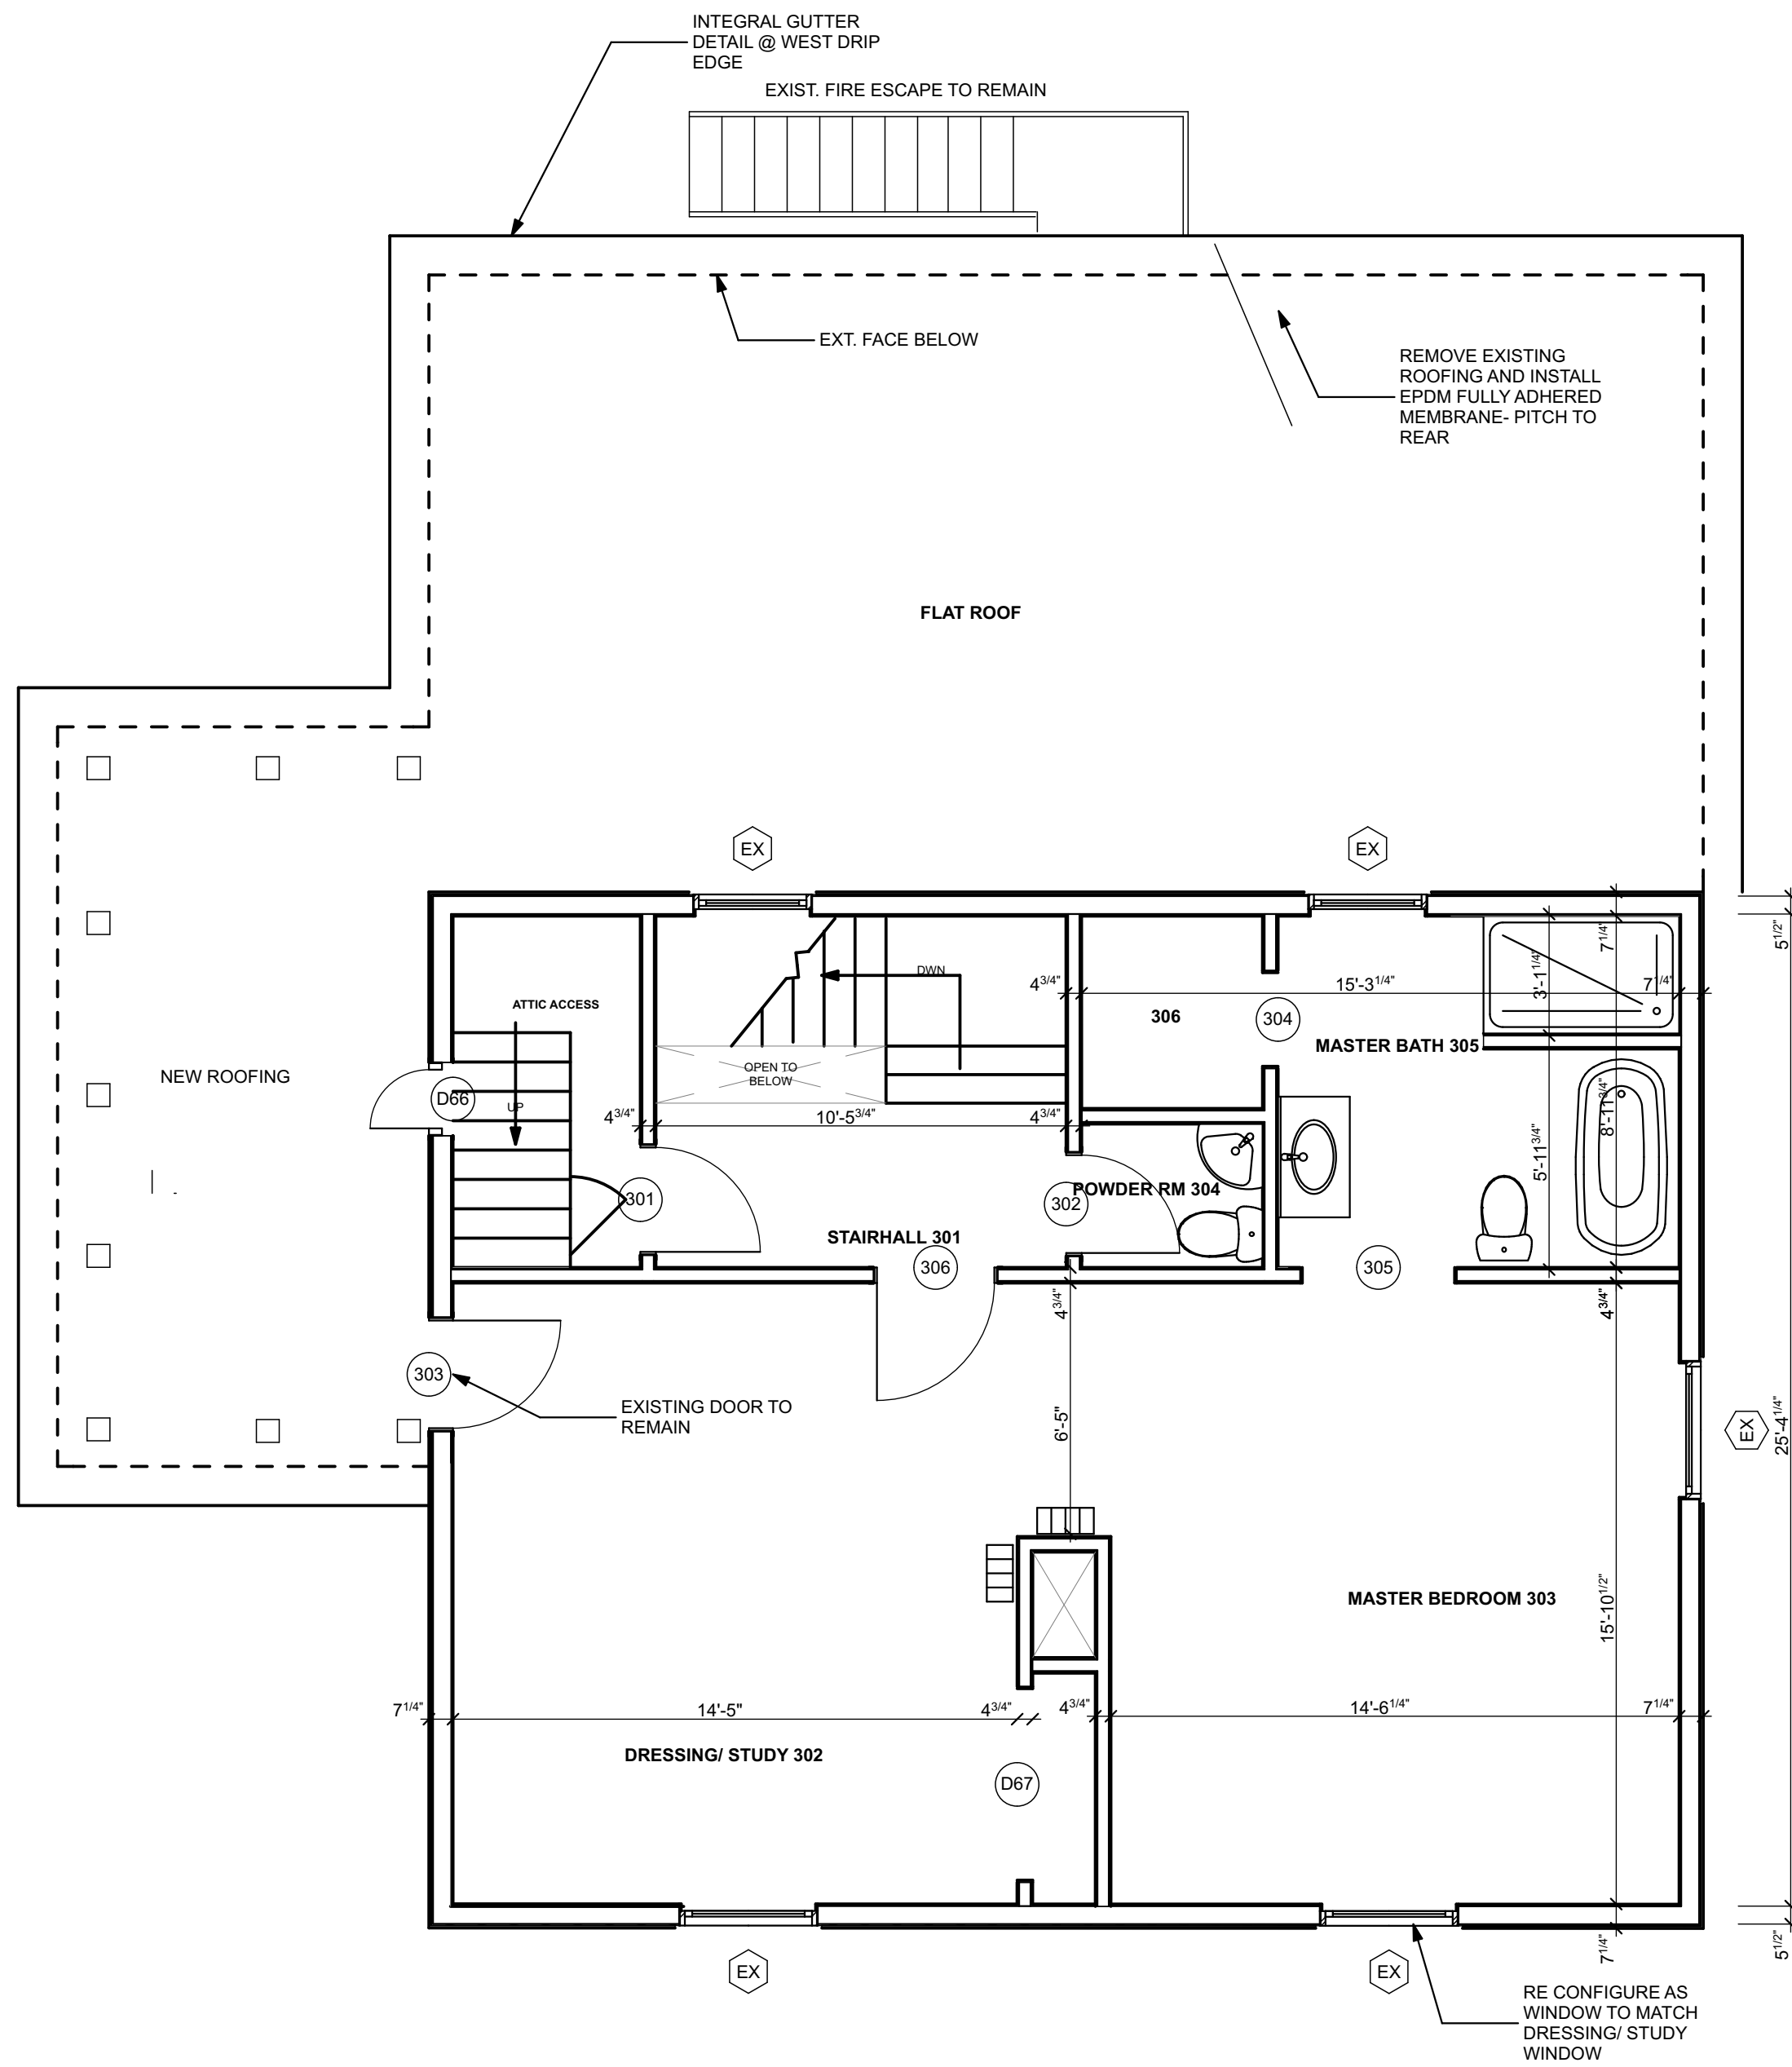 INTEGRAL GUTTER
DETAIL @ WEST DRIP
EDGE
EXIST. FIRE ESCAPE TO REMAIN
EXT. FACE BELOW
REMOVE EXISTING
ROOFING AND INSTALL
EPDM FULLY ADHERED
MEMBRANE- PITCH TO
REAR
FLAT ROOF
EX
EX
5 1/2"
7 1/4"
3'-1 1/4"
4 3/4"
15'-3 1/4"
7 1/4"
DWN
ATTIC ACCESS
306
304
MASTER BATH 305
NEW ROOFING
OPEN TO
BELOW
D66
UP
4 3/4"
10'-5 3/4"
4 3/4"
8'-11 3/4"
5'-11 3/4"
301
302
POWDER RM 304
STAIRHALL 301
306
305
4 3/4"
4 3/4"
303
EXISTING DOOR TO
REMAIN
6'-5"
EX
25'-4 1/4"
MASTER BEDROOM 303
15'-10 1/2"
7 1/4"
14'-5"
4 3/4"
4 3/4"
14'-6 1/4"
7 1/4"
DRESSING/ STUDY 302
D67
7 1/4"
5 1/2"
EX
EX
RE CONFIGURE AS
WINDOW TO MATCH
DRESSING/ STUDY
WINDOW